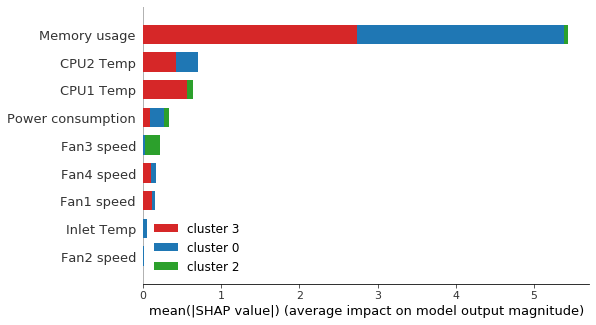 Memory usage
CPU2 Temp
CPU1 Temp
Power consumption
Fan3 speed
Fan4 speed
Fan1 speed
Inlet Temp
Fan2 speed
cluster 3
cluster 0
cluster 2
0 1 2 3 4 5
mean(|SHAP value|) (average impact on model output magnitude)